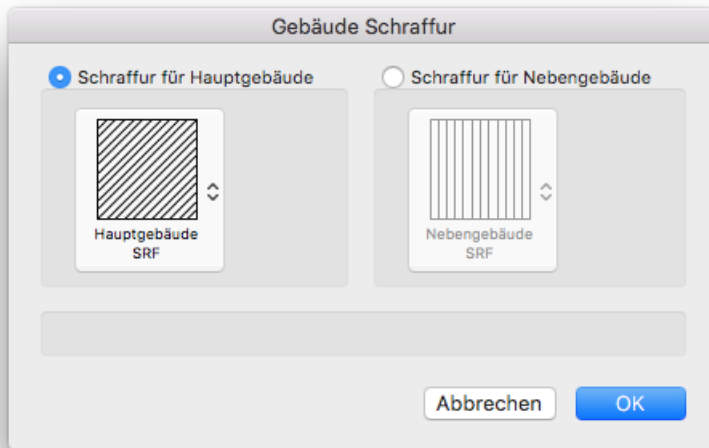 Gebäude Schraffur
Schraffur für Hauptgebäude
Schraffur für Nebengebäude
Hauptgebäude
SRF
Nebengebäude
SRF
Abbrechen
OK